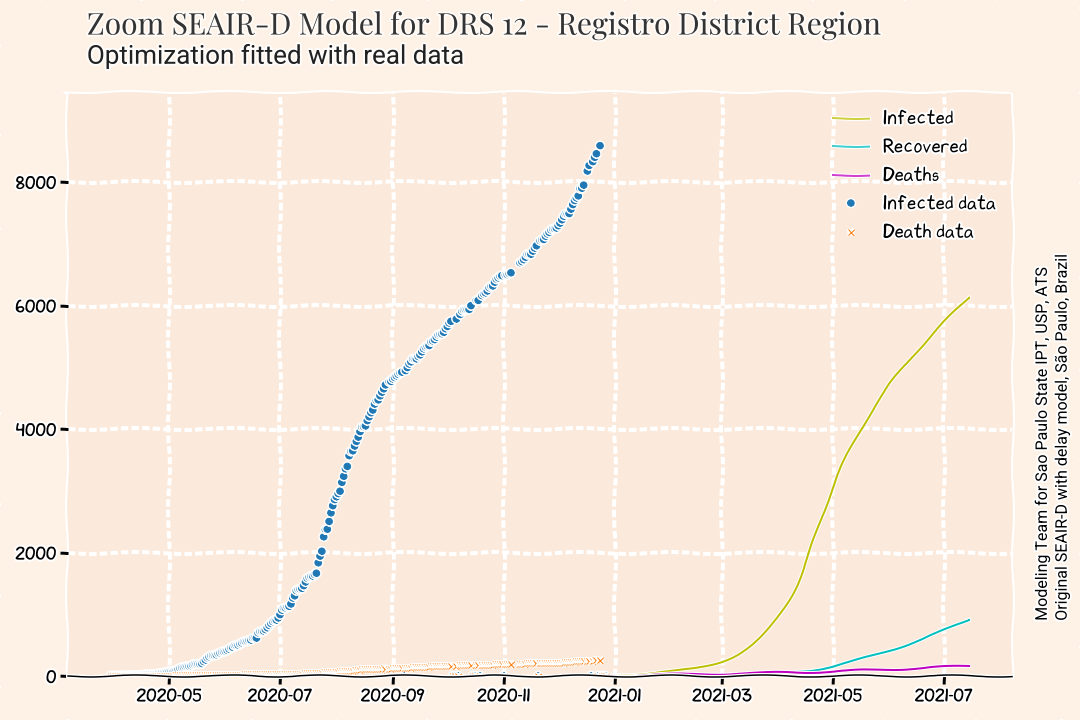 Zoom SEAIR-D Model for DRS 12 - Registro District Region
Optimization fitted with real data
Infected
Recovered
Deaths
Infected data
Death data
8000
6000
4000
2000
0
2020-05
2020-07
2020-09
2020-11
2021-01
2021-03
2021-05
2021-07
Modeling Team for Sao Paulo State IPT, USP, ATS
Original SEAIR-D with delay model, São Paulo, Brazil